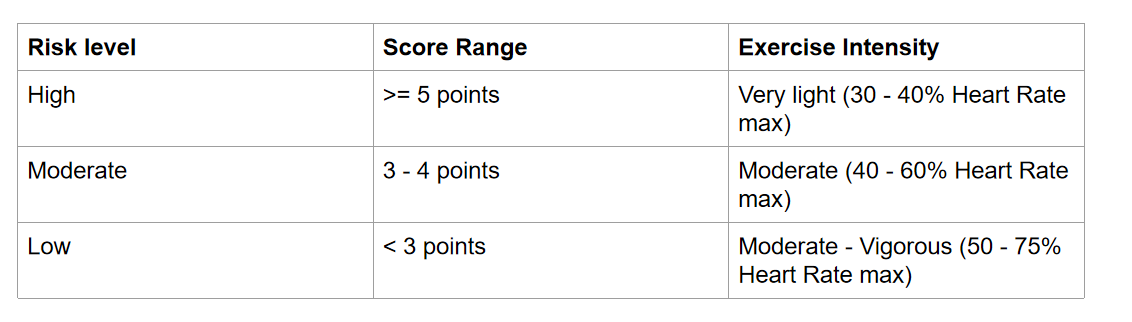 Risk level Score Range Exercise Intensity
High >= 5 points Very light (30 - 40% Heart Rate
max)
Moderate 3 - 4 points Moderate (40 - 60% Heart Rate
max)
Low < 3 points Moderate - Vigorous (50 - 75%
Heart Rate max)